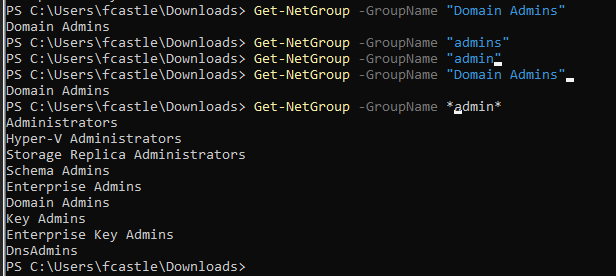 PS C:\Users\fcastle\Downloads> Get-NetGroup -GroupName "Domain Admins"
Domain Admins
PS C:\Users\fcastle\Downloads> Get-NetGroup -GroupName "admins"
PS C:\Users\fcastle\Downloads> Get-NetGroup -GroupName "admin"
PS C:\Users\fcastle\Downloads> Get-NetGroup -GroupName "Domain Admins"
Domain Admins
PS C:\Users\fcastle\Downloads> Get-NetGroup -GroupName *admin*
Administrators
Hyper-V Administrators
Storage Replica Administrators
Schema Admins
Enterprise Admins
Domain Admins
Key Admins
Enterprise Key Admins
DnsAdmins
PS C:\Users\fcastle\Downloads>